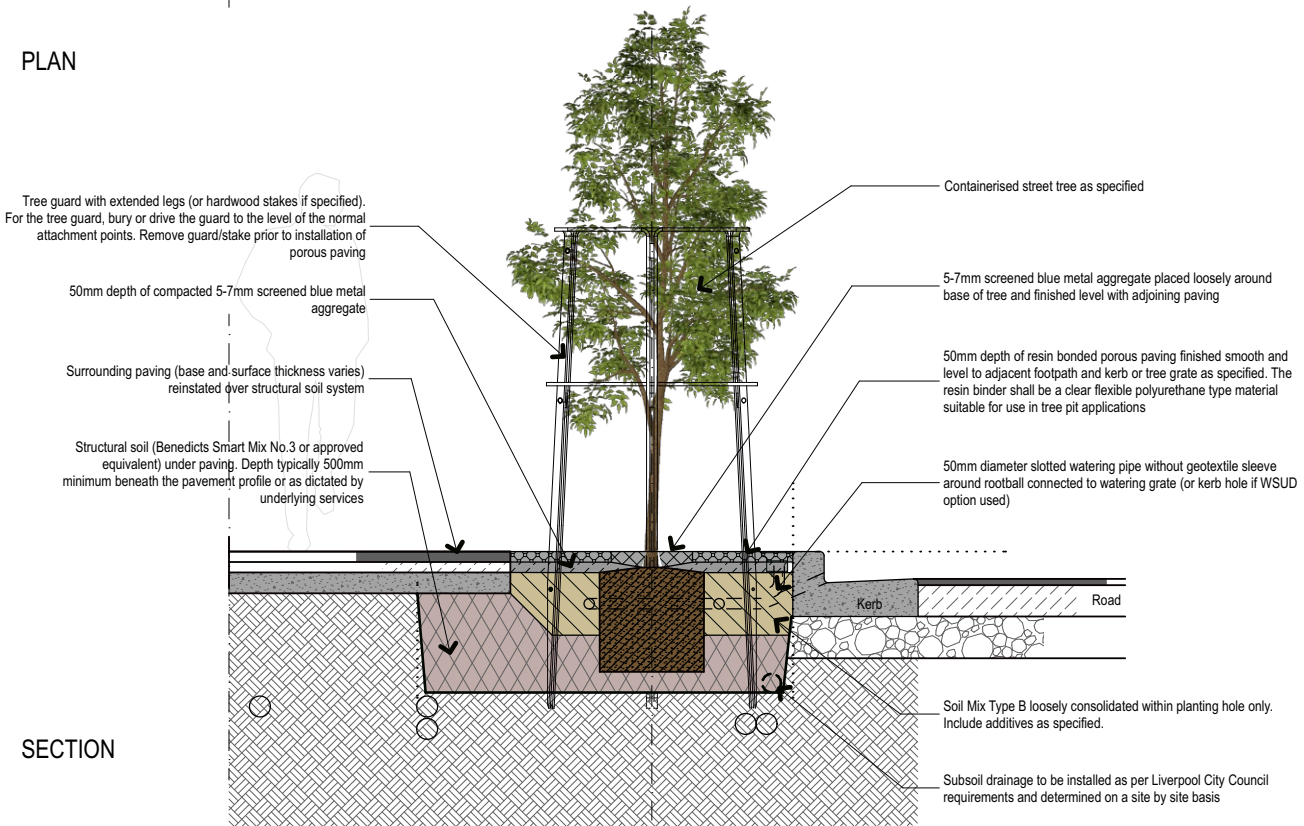 PLAN
Tree guard with extended legs (or hardwood stakes if specified).
For the tree guard, bury or drive the guard to the level of the normal
attachment points. Remove guard/stake prior to installation of
porous paving
50mm depth of compacted 5-7mm screened blue metal
aggregate
Surrounding paving (base and surface thickness varies)
reinstated over structural soil system
Structural soil (Benedicts Smart Mix No.3 or approved
equivalent) under paving. Depth typically 500mm
minimum beneath the pavement profile or as dictated by
underlying services
Containerised street tree as specified
5-7mm screened blue metal aggregate placed loosely around
base of tree and finished level with adjoining paving
50mm depth of resin bonded porous paving finished smooth and
level to adjacent footpath and kerb or tree grate as specified. The
resin binder shall be a clear flexible polyurethane type material
suitable for use in tree pit applications
50mm diameter slotted watering pipe without geotextile sleeve
around rootball connected to watering grate (or kerb hole if WSUD
option used)
Kerb
Road
Soil Mix Type B loosely consolidated within planting hole only.
Include additives as specified.
Subsoil drainage to be installed as per Liverpool City Council
requirements and determined on a site by site basis
SECTION